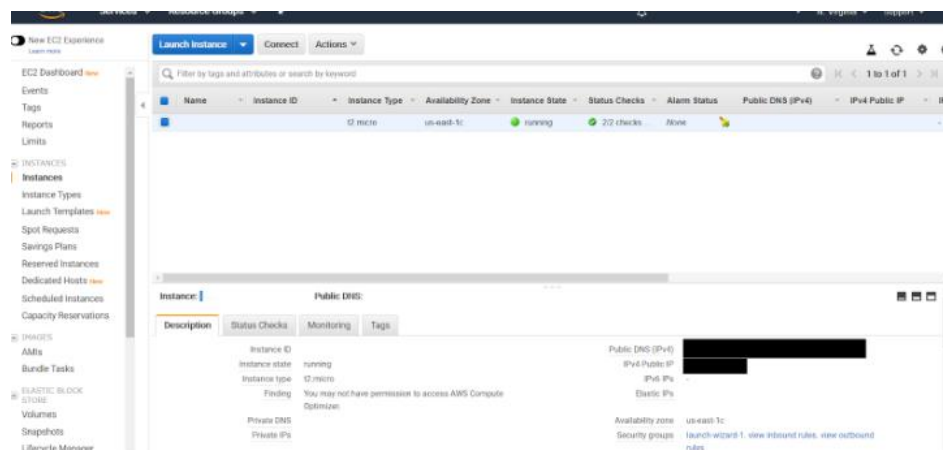 Services Resource Groups N. Virginia Support
New EC2 Experience
Learn more
Launch Instance Connect Actions
EC2 Dashboard New
Events
Tags
Reports
Limits
INSTANCES
Instances
Instance Types
Launch Templates New
Spot Requests
Savings Plans
Reserved Instances
Dedicated Hosts New
Scheduled Instances
Capacity Reservations
IMAGES
AMIs
Bundle Tasks
ELASTIC BLOCK
STORE
Volumes
Snapshots
Lifecycle Manager
Filter by tags and attributes or search by keyword 1 to 1 of 1
Name Instance ID Instance Type Availability Zone Instance State Status Checks Alarm Status Public DNS (IPv4) IPv4 Public IP
t2.micro us-east-1c running 2/2 checks ... None -
Instance: Public DNS:
Description Status Checks Monitoring Tags
Instance ID
Instance state running
Instance type t2.micro
Finding You may not have permission to access AWS Compute
Optimizer.
Private DNS
Private IPs
Public DNS (IPv4)
IPv4 Public IP
IPv6 IPs -
Elastic IPs
Availability zone us-east-1c
Security groups launch-wizard-1. view inbound rules. view outbound
rules